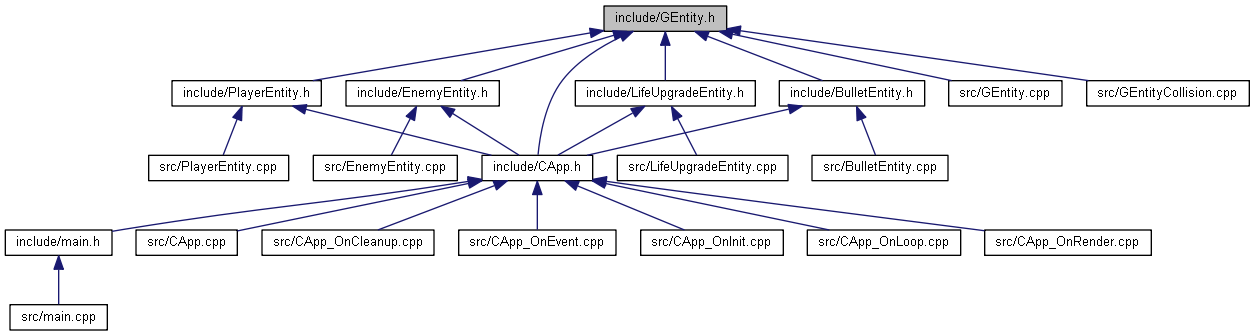 include/GEntity.h
include/PlayerEntity.h
include/EnemyEntity.h
include/LifeUpgradeEntity.h
include/BulletEntity.h
src/GEntity.cpp
src/GEntityCollision.cpp
src/PlayerEntity.cpp
src/EnemyEntity.cpp
include/CApp.h
src/LifeUpgradeEntity.cpp
src/BulletEntity.cpp
include/main.h
src/CApp.cpp
src/CApp_OnCleanup.cpp
src/CApp_OnEvent.cpp
src/CApp_OnInit.cpp
src/CApp_OnLoop.cpp
src/CApp_OnRender.cpp
src/main.cpp